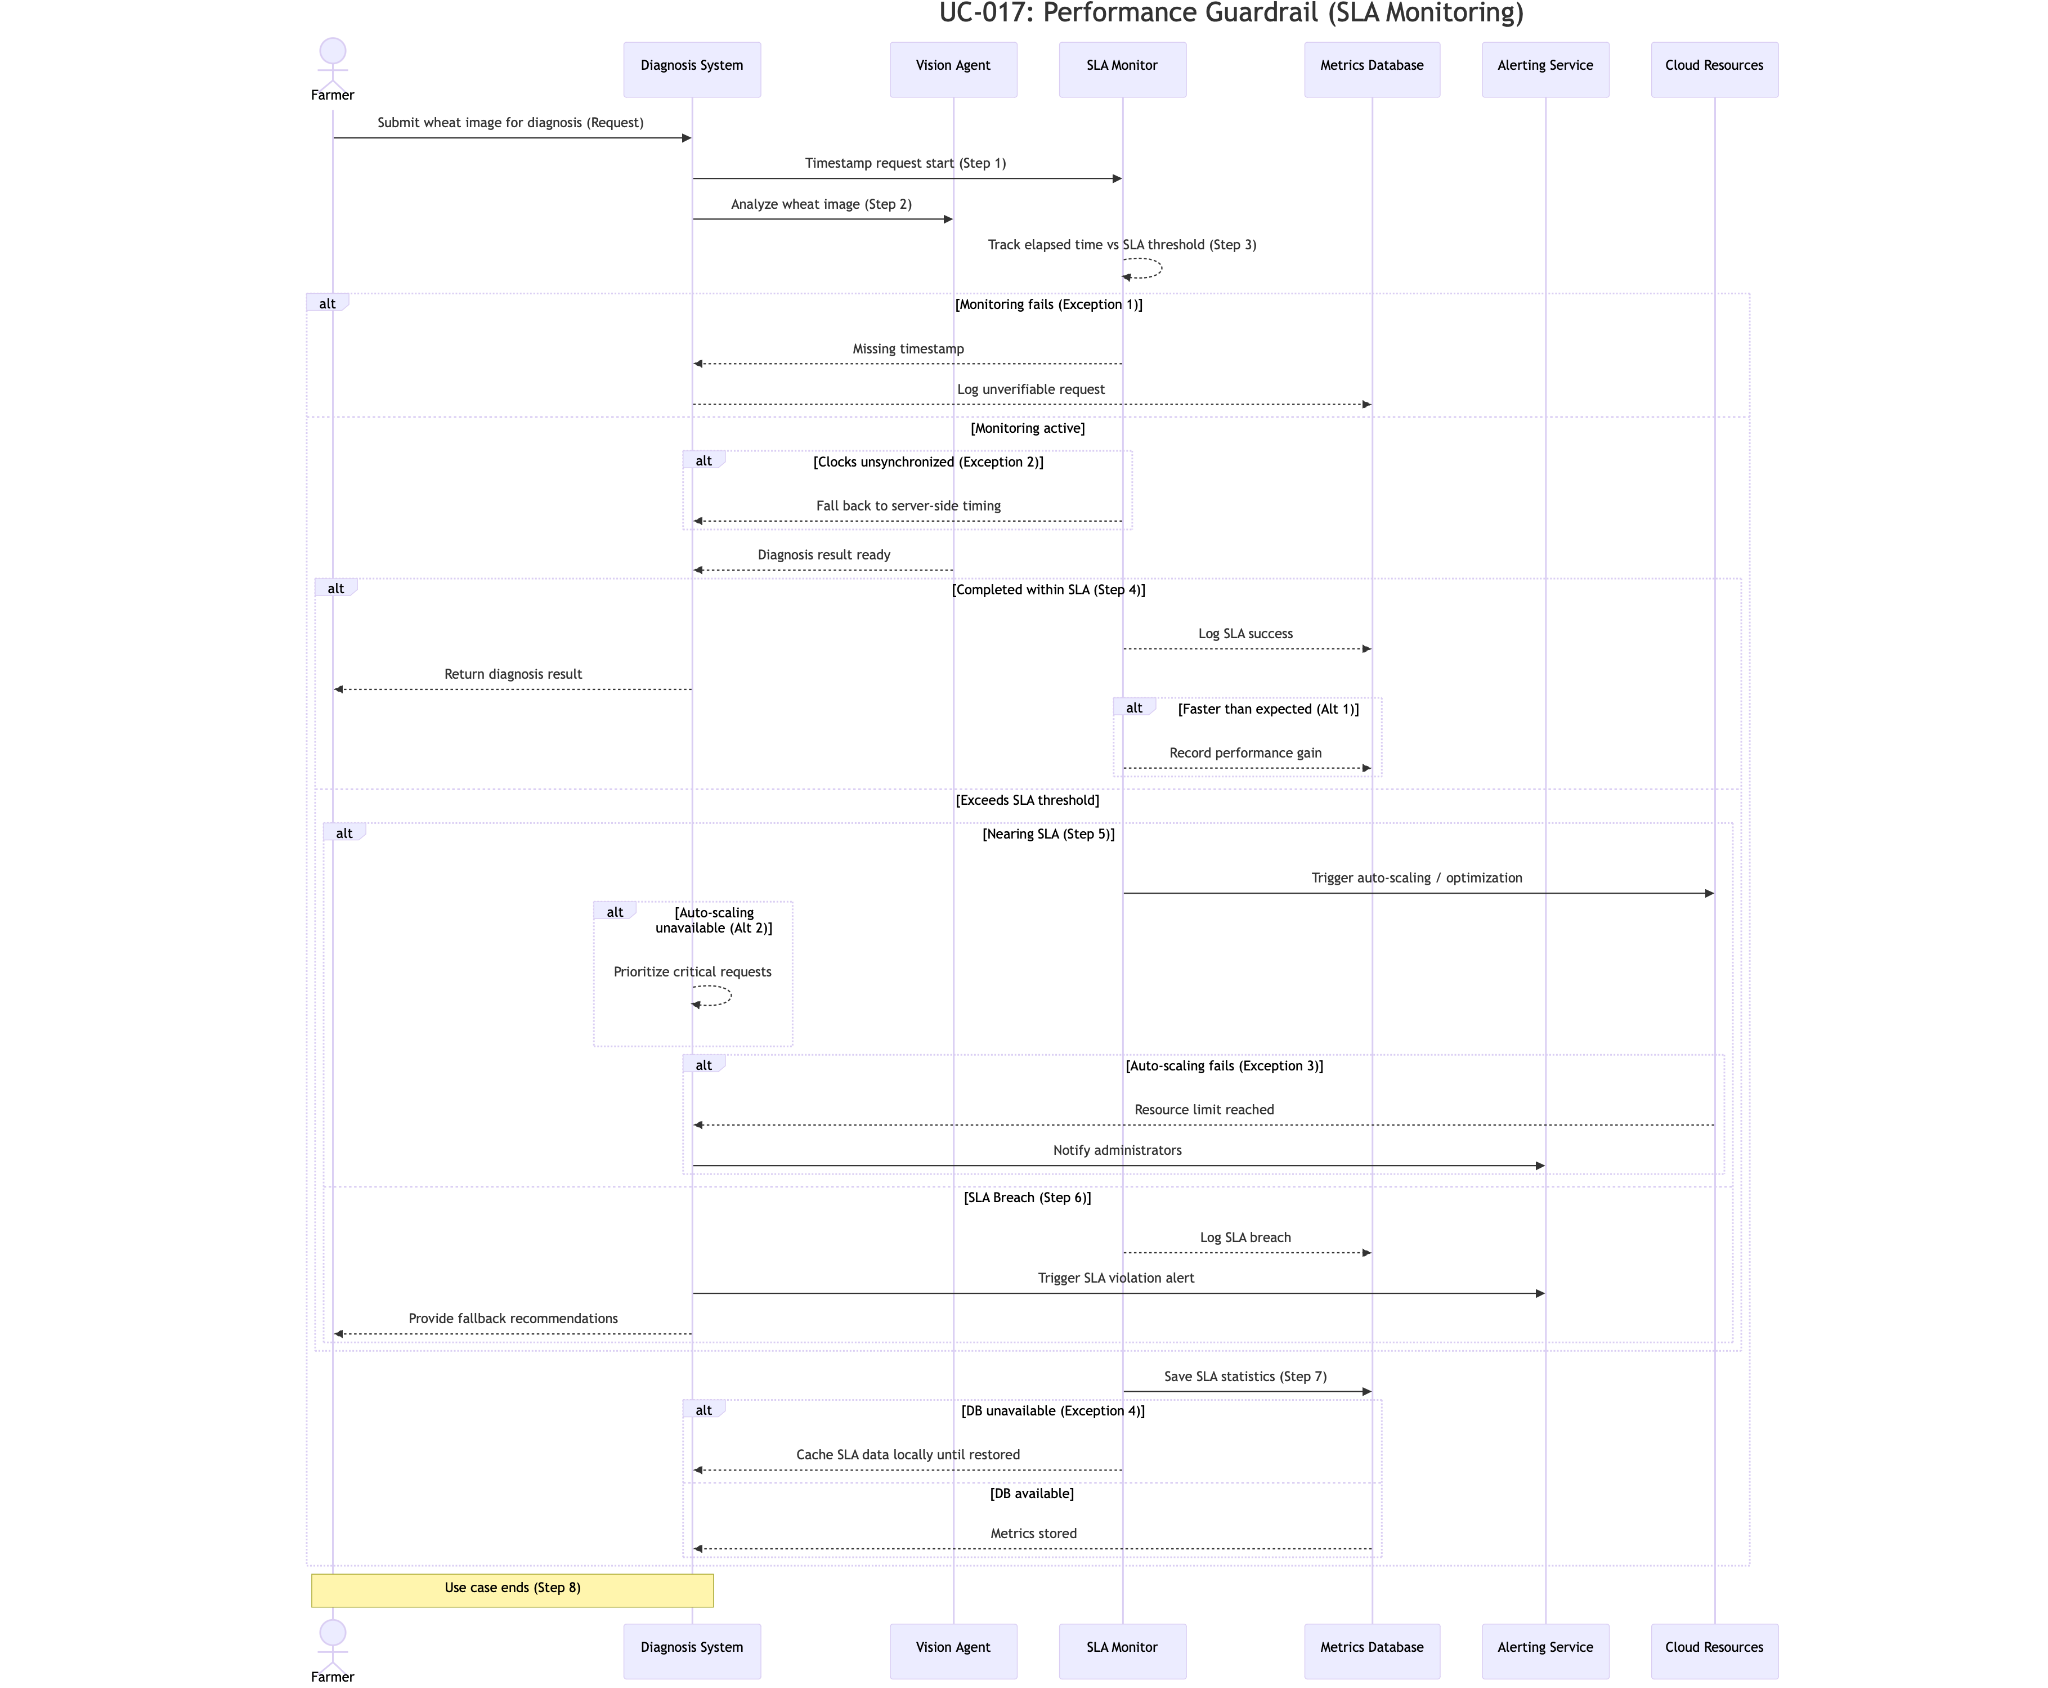 UC-017: Performance Guardrail (SLA Monitoring)
Farmer
Diagnosis System
Vision Agent
SLA Monitor
Metrics Database
Alerting Service
Cloud Resources
Submit wheat image for diagnosis (Request)
Timestamp request start (Step 1)
Analyze wheat image (Step 2)
Track elapsed time vs SLA threshold (Step 3)
alt
[Monitoring fails (Exception 1)]
Missing timestamp
Log unverifiable request
[Monitoring active]
alt
[Clocks unsynchronized (Exception 2)]
Fall back to server-side timing
Diagnosis result ready
alt
[Completed within SLA (Step 4)]
Log SLA success
Return diagnosis result
alt
[Faster than expected (Alt 1)]
Record performance gain
[Exceeds SLA threshold]
alt
[Nearing SLA (Step 5)]
Trigger auto-scaling / optimization
alt
[Auto-scaling
unavailable (Alt 2)]
Prioritize critical requests
alt
[Auto-scaling fails (Exception 3)]
Resource limit reached
Notify administrators
[SLA Breach (Step 6)]
Log SLA breach
Trigger SLA violation alert
Provide fallback recommendations
Save SLA statistics (Step 7)
alt
[DB unavailable (Exception 4)]
Cache SLA data locally until restored
[DB available]
Metrics stored
Use case ends (Step 8)
Farmer
Diagnosis System
Vision Agent
SLA Monitor
Metrics Database
Alerting Service
Cloud Resources